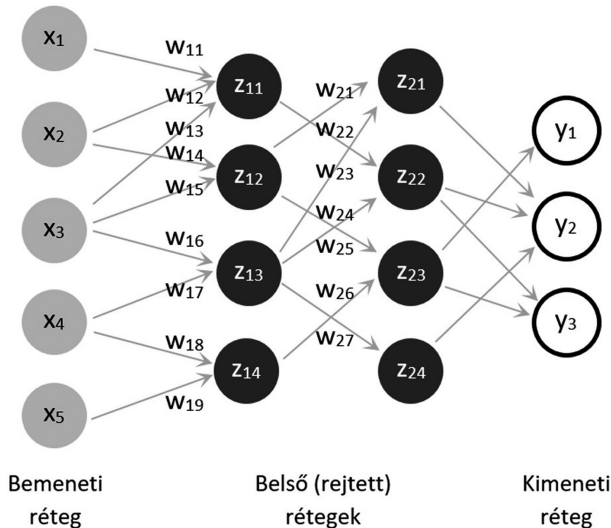 x1
x2
x3
x4
x5
w11
w12
w13
w14
w15
w16
w17
w18
w19
z11
z12
z13
z14
w21
w22
w23
w24
w25
w26
w27
z21
z22
z23
z24
y1
y2
y3
Bemeneti
réteg
Belső (rejtett)
rétegek
Kimeneti
réteg